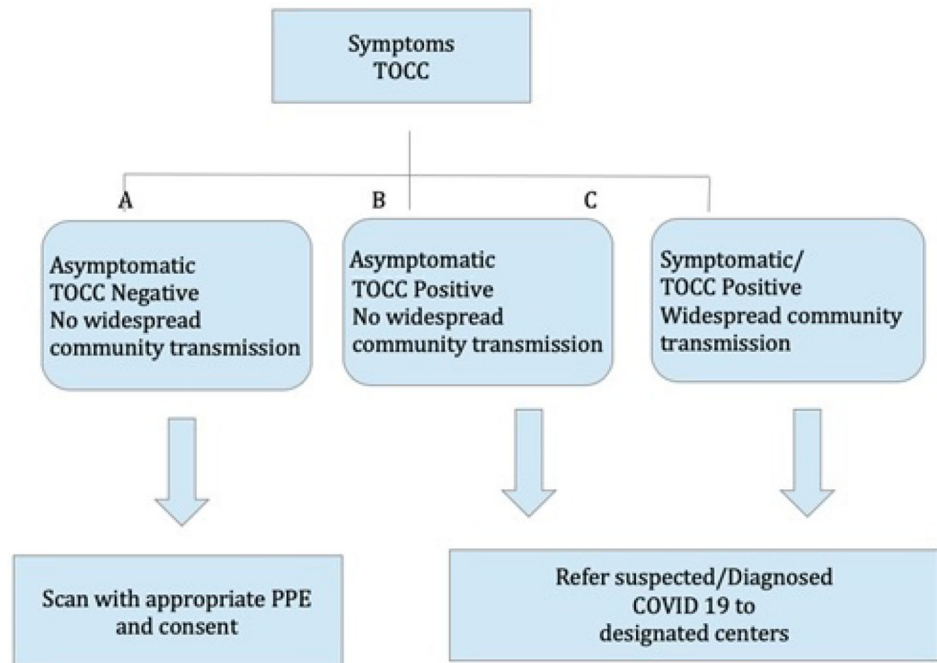 Symptoms
TOCC
A
B
C
Asymptomatic
TOCC Negative
No widespread
community transmission
Asymptomatic
TOCC Positive
No widespread
community transmission
Symptomatic/
TOCC Positive
Widespread community
transmission
Scan with appropriate PPE
and consent
Refer suspected/Diagnosed
COVID 19 to
designated centers